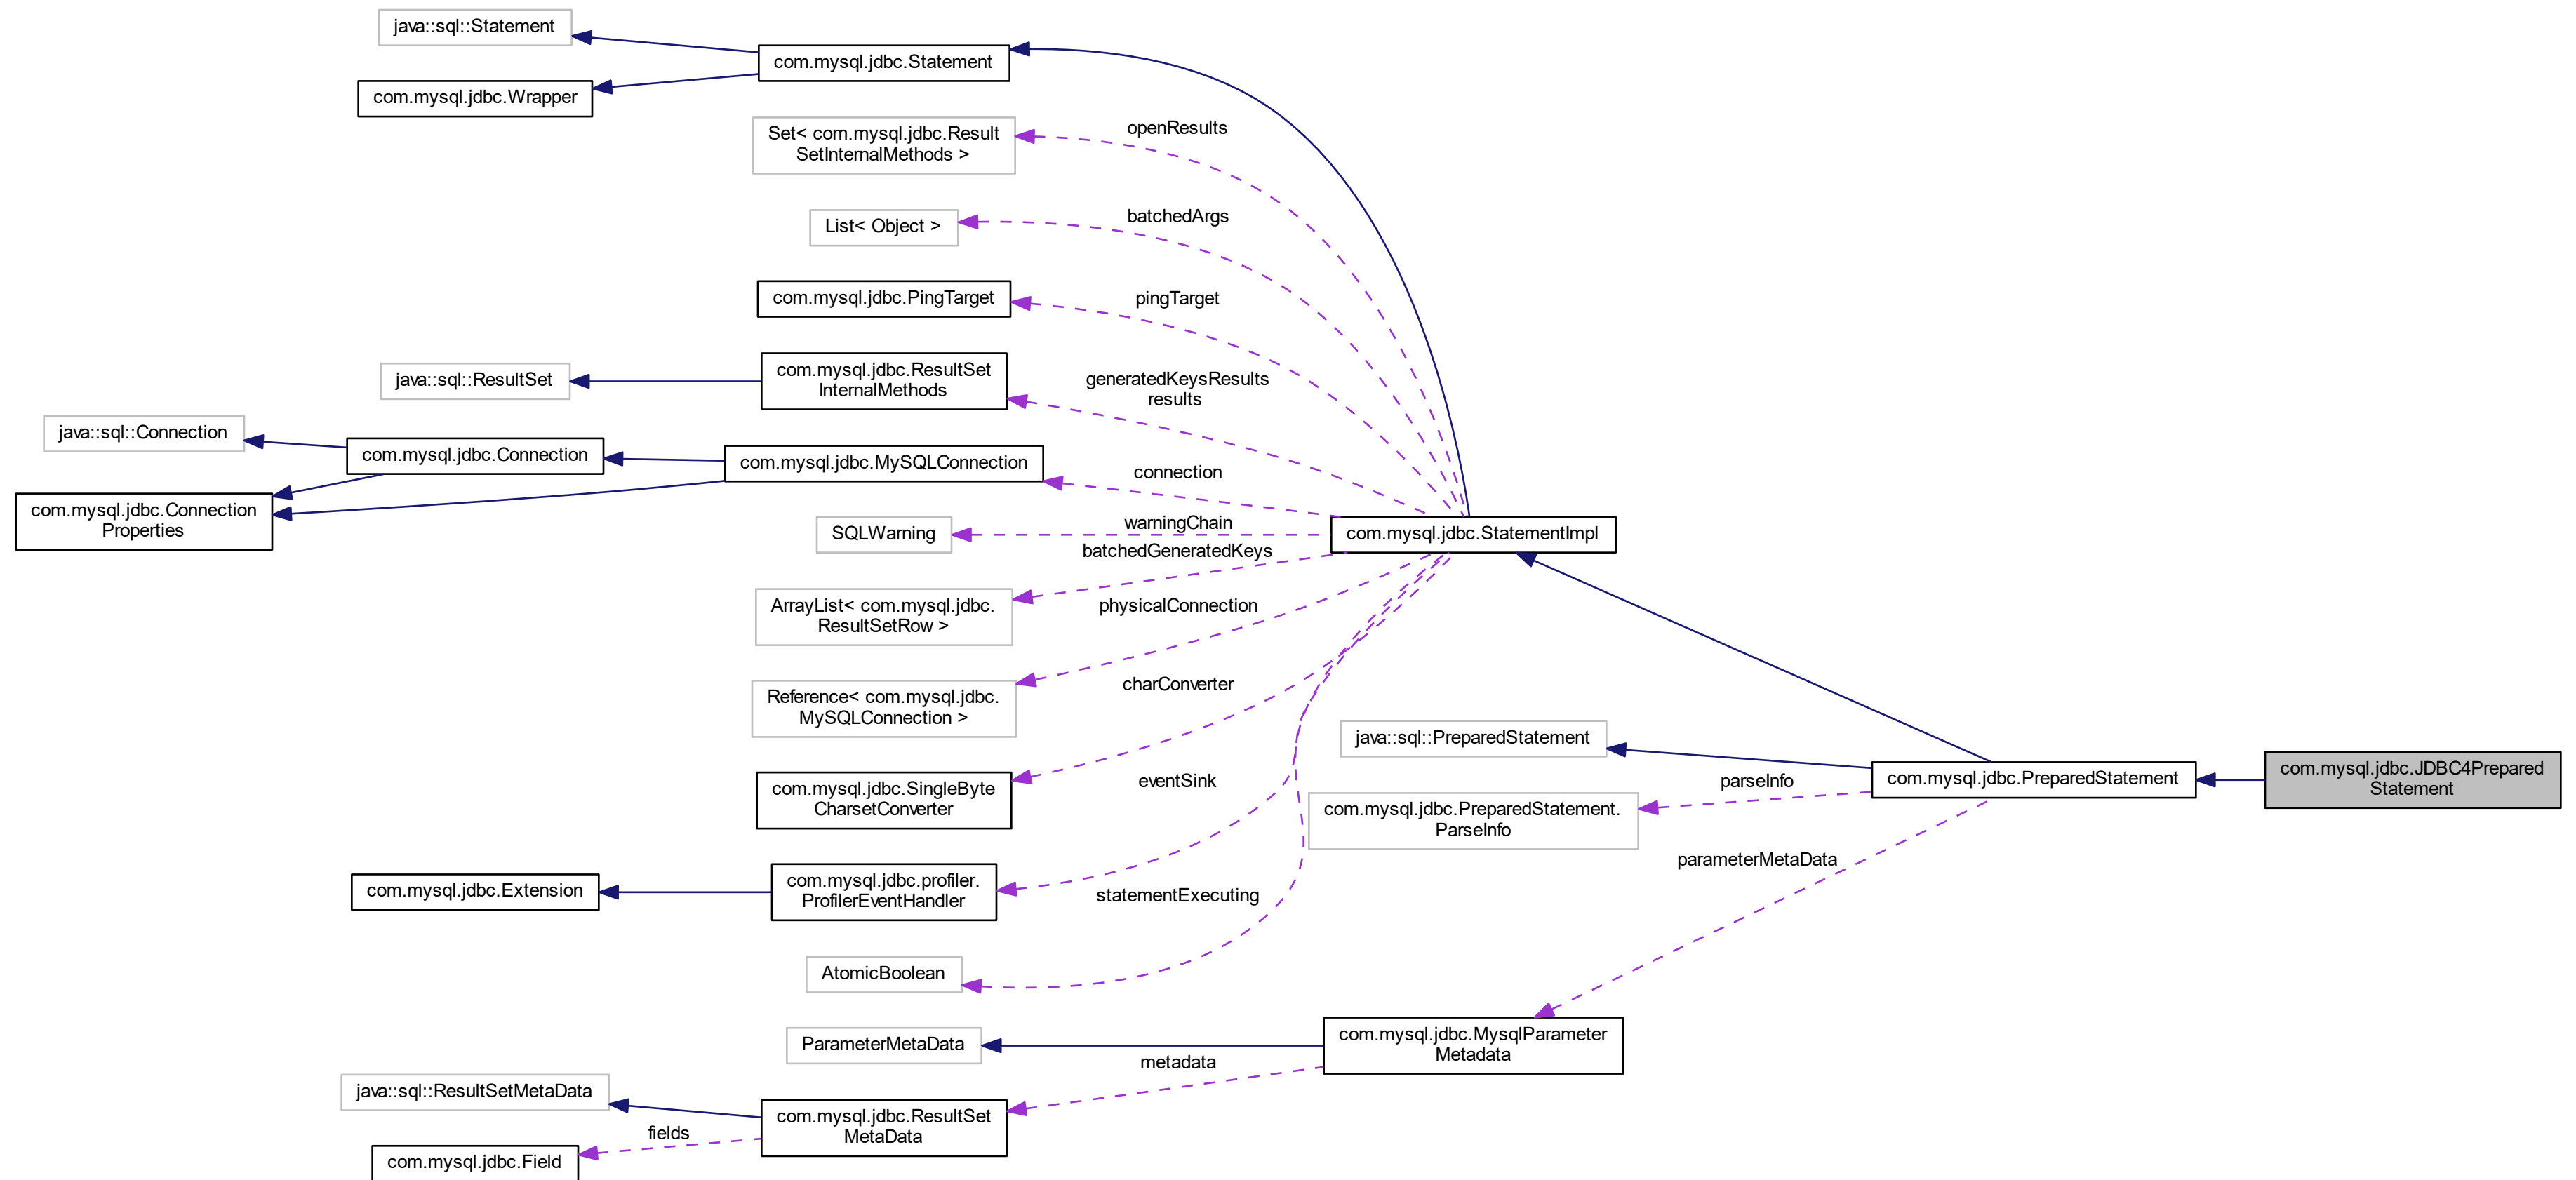 java::sql::Statement
com.mysql.jdbc.Statement
com.mysql.jdbc.Wrapper
Set< com.mysql.jdbc.Result
SetInternalMethods >
openResults
List< Object >
batchedArgs
com.mysql.jdbc.PingTarget
pingTarget
java::sql::ResultSet
com.mysql.jdbc.ResultSet
InternalMethods
generatedKeysResults
results
java::sql::Connection
com.mysql.jdbc.Connection
com.mysql.jdbc.MySQLConnection
connection
com.mysql.jdbc.Connection
Properties
SQLWarning
warningChain
com.mysql.jdbc.StatementImpl
batchedGeneratedKeys
ArrayList< com.mysql.jdbc.
ResultSetRow >
physicalConnection
Reference< com.mysql.jdbc.
MySQLConnection >
charConverter
com.mysql.jdbc.SingleByte
CharsetConverter
eventSink
java::sql::PreparedStatement
com.mysql.jdbc.PreparedStatement
com.mysql.jdbc.JDBC4Prepared
Statement
parseInfo
com.mysql.jdbc.PreparedStatement.
ParseInfo
parameterMetaData
com.mysql.jdbc.Extension
com.mysql.jdbc.profiler.
ProfilerEventHandler
statementExecuting
AtomicBoolean
ParameterMetaData
com.mysql.jdbc.MysqlParameter
Metadata
metadata
java::sql::ResultSetMetaData
com.mysql.jdbc.ResultSet
MetaData
fields
com.mysql.jdbc.Field